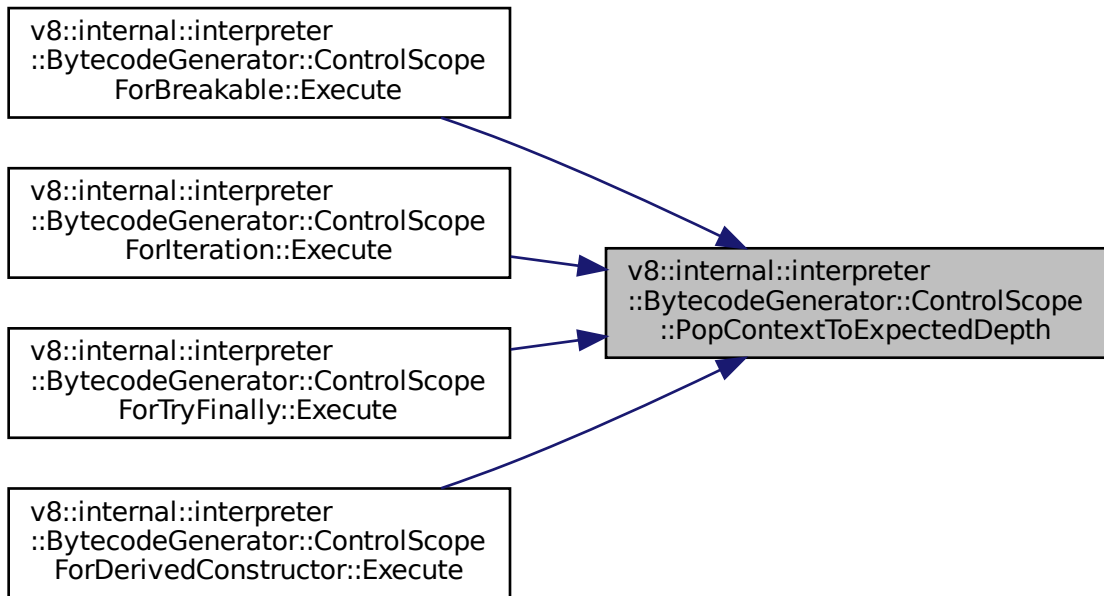 v8::internal::interpreter
::BytecodeGenerator::ControlScope
ForBreakable::Execute
v8::internal::interpreter
::BytecodeGenerator::ControlScope
ForIteration::Execute
v8::internal::interpreter
::BytecodeGenerator::ControlScope
::PopContextToExpectedDepth
v8::internal::interpreter
::BytecodeGenerator::ControlScope
ForTryFinally::Execute
v8::internal::interpreter
::BytecodeGenerator::ControlScope
ForDerivedConstructor::Execute